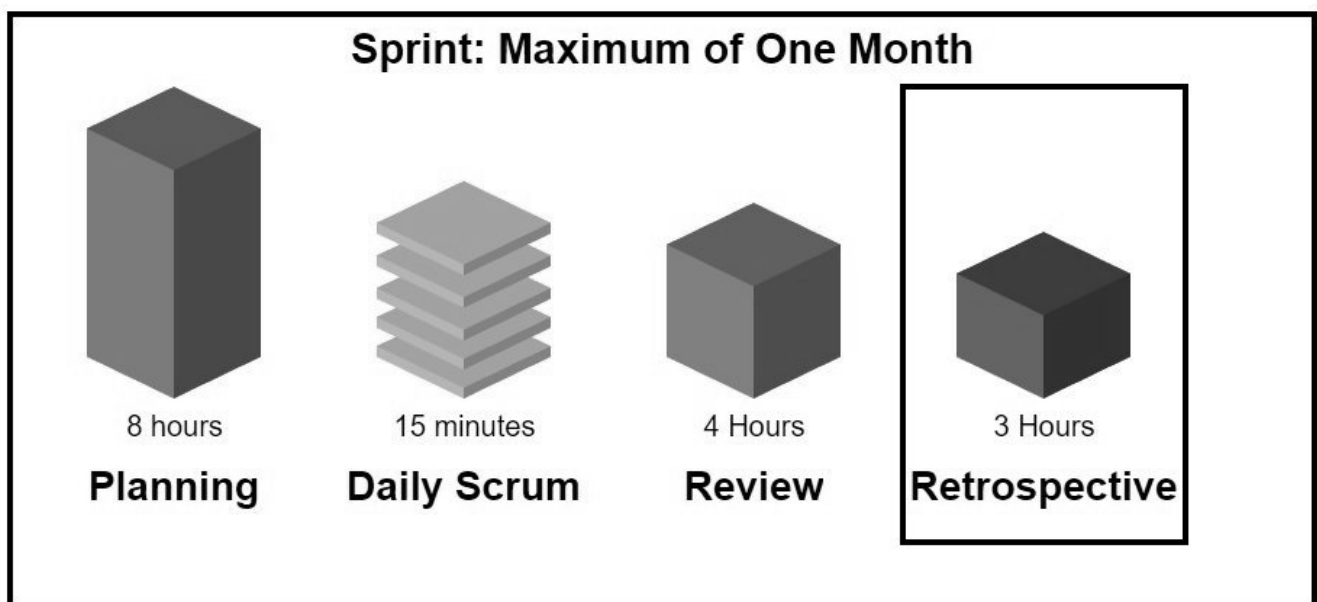 Sprint: Maximum of One Month
8 hours
15 minutes
4 Hours
3 Hours
Planning
Daily Scrum
Review
Retrospective